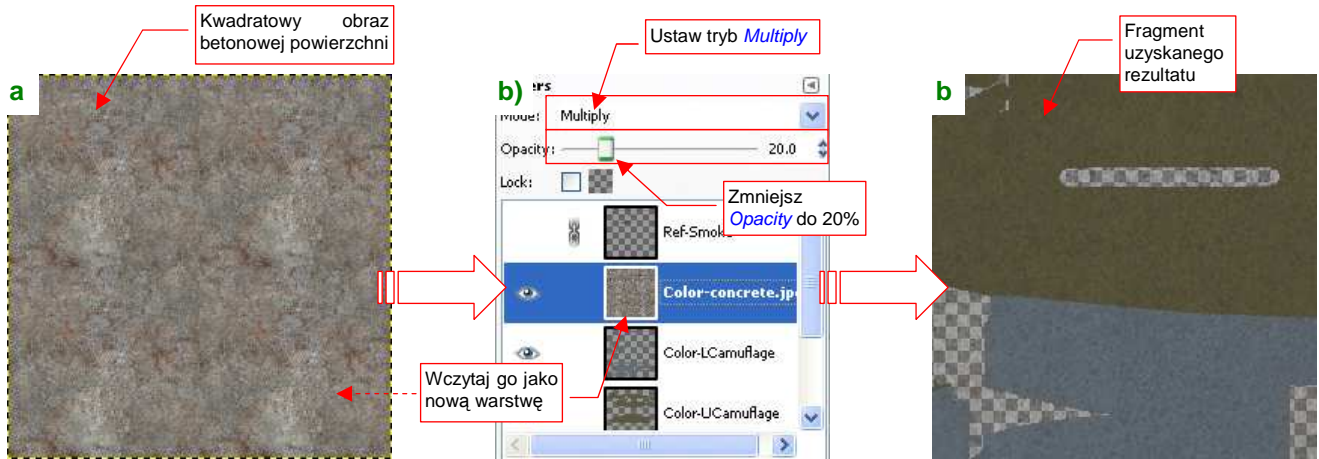 Kwadratowy obraz
betonowej powierzchni
a
Ustaw tryb Multiply
b)
ers
Mode: Multiply
Opacity: 20.0
Lock:
Zmniejsz
Opacity do 20%
Ref-Smoke
Color-concrete.jp
Color-LCamuflage
Color-UCamuflage
Wczytaj go jako
nową warstwę
b
Fragment
uzyskanego
rezultatu